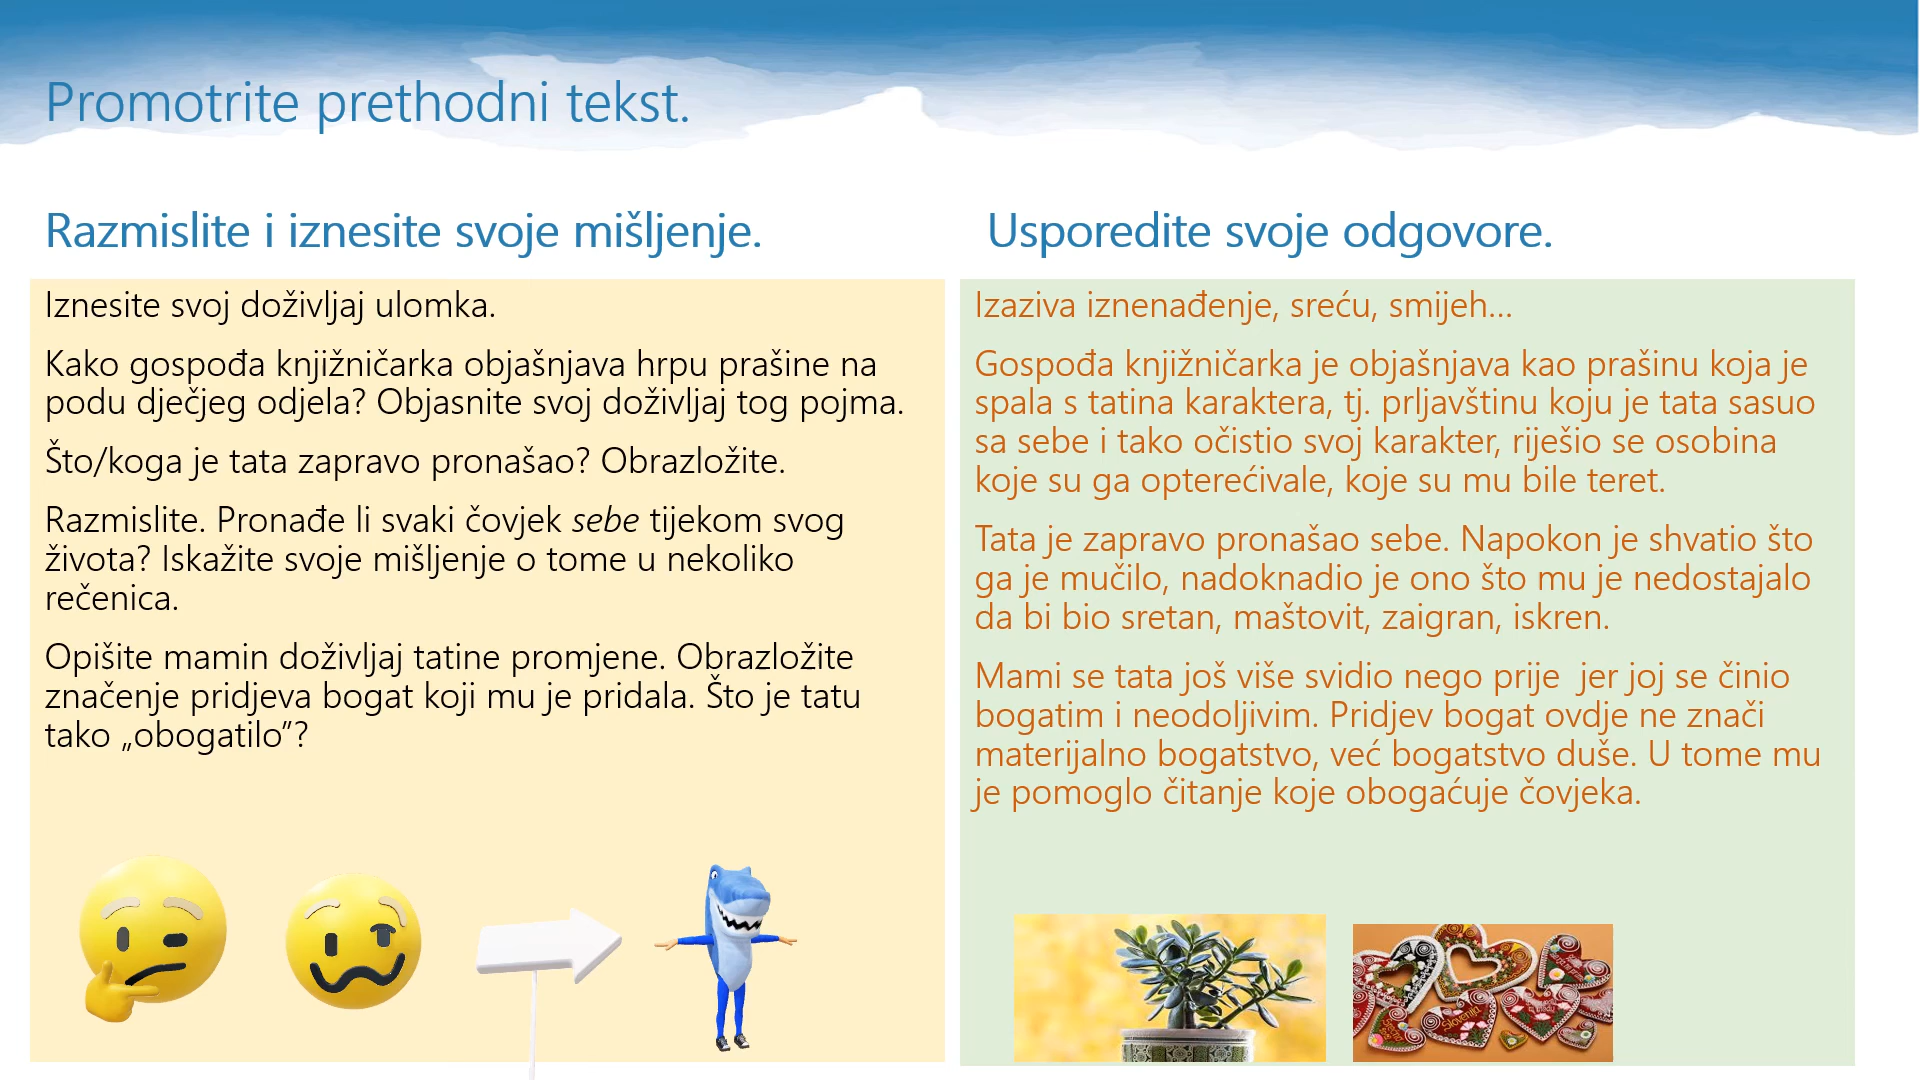 Promotrite prethodni tekst.
Razmislite i iznesite svoje mišljenje.
Iznesite svoj doživljaj ulomka.
Kako gospođa knjižničarka objašnjava hrpu prašine na
podu dječjeg odjela? Objasnite svoj doživljaj tog pojma.
Što/koga je tata zapravo pronašao? Obrazložite.
Razmislite. Pronađe li svaki čovjek sebe tijekom svog
života? Iskažite svoje mišljenje o tome u nekoliko
rečenica.
Opišite mamin doživljaj tatine promjene. Obrazložite
značenje pridjeva bogat koji mu je pridala. Što je tatu
tako „obogatilo”?
Usporedite svoje odgovore.
Izaziva iznenađenje, sreću, smijeh...
Gospođa knjižničarka je objašnjava kao prašinu koja je
spala s tatina karaktera, tj. prljavštinu koju je tata sasuo
sa sebe i tako očistio svoj karakter, riješio se osobina
koje su ga opterećivale, koje su mu bile teret.
Tata je zapravo pronašao sebe. Napokon je shvatio što
ga je mučilo, nadoknadio je ono što mu je nedostajalo
da bi bio sretan, maštovit, zaigran, iskren.
Mami se tata još više svidio nego prije  jer joj se činio
bogatim i neodoljivim. Pridjev bogat ovdje ne znači
materijalno bogatstvo, već bogatstvo duše. U tome mu
je pomoglo čitanje koje obogaćuje čovjeka.
Slovenija